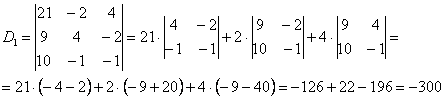 D₁ = |21 −2 4; 9 4 −2; 10 −1 −1| = 21·|4 −2; −1 −1| + 2·|9 −2; 10 −1| + 4·|9 4; 10 −1| =
= 21·(−4−2)+2·(−9+20)+4·(−9−40) = −126+22−196 = −300